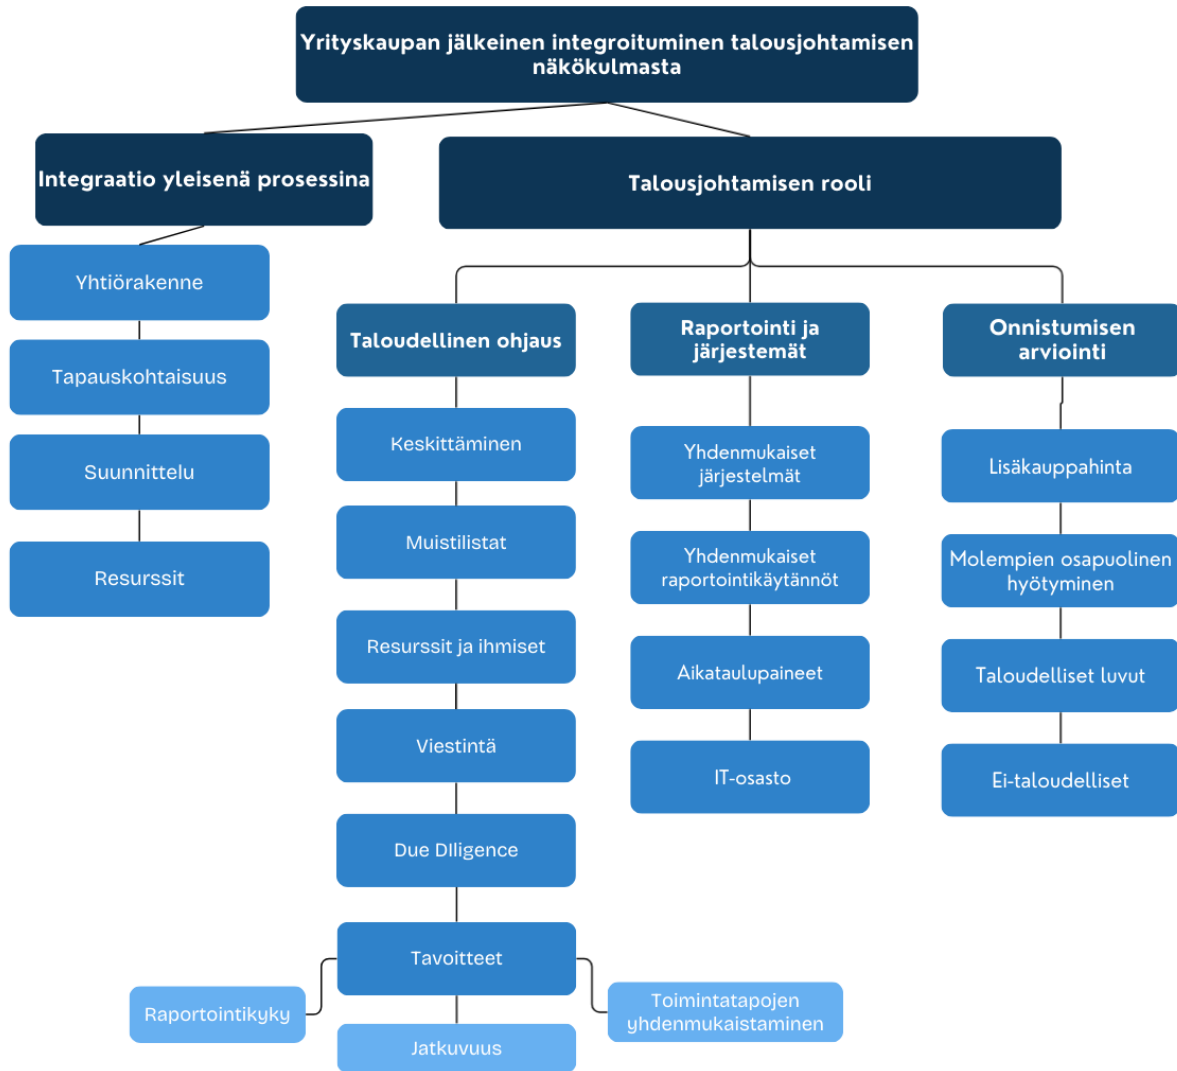 Yrityskaupan jälkeinen integroituminen talousjohtamisen
näkökulmasta
Integraatio yleisenä prosessina
Talousjohtamisen rooli
Yhtiörakenne
Tapauskohtaisuus
Suunnittelu
Resurssit
Taloudellinen ohjaus
Keskittäminen
Muistilistat
Resurssit ja ihmiset
Viestintä
Due DIligence
Tavoitteet
Raportointikyky
Jatkuvuus
Toimintatapojen
yhdenmukaistaminen
Raportointi ja
järjestemät
Yhdenmukaiset
järjestelmät
Yhdenmukaiset
raportointikäytännöt
Aikataulupaineet
IT-osasto
Onnistumisen
arviointi
Lisäkauppahinta
Molempien osapuolinen
hyötyminen
Taloudelliset luvut
Ei-taloudelliset